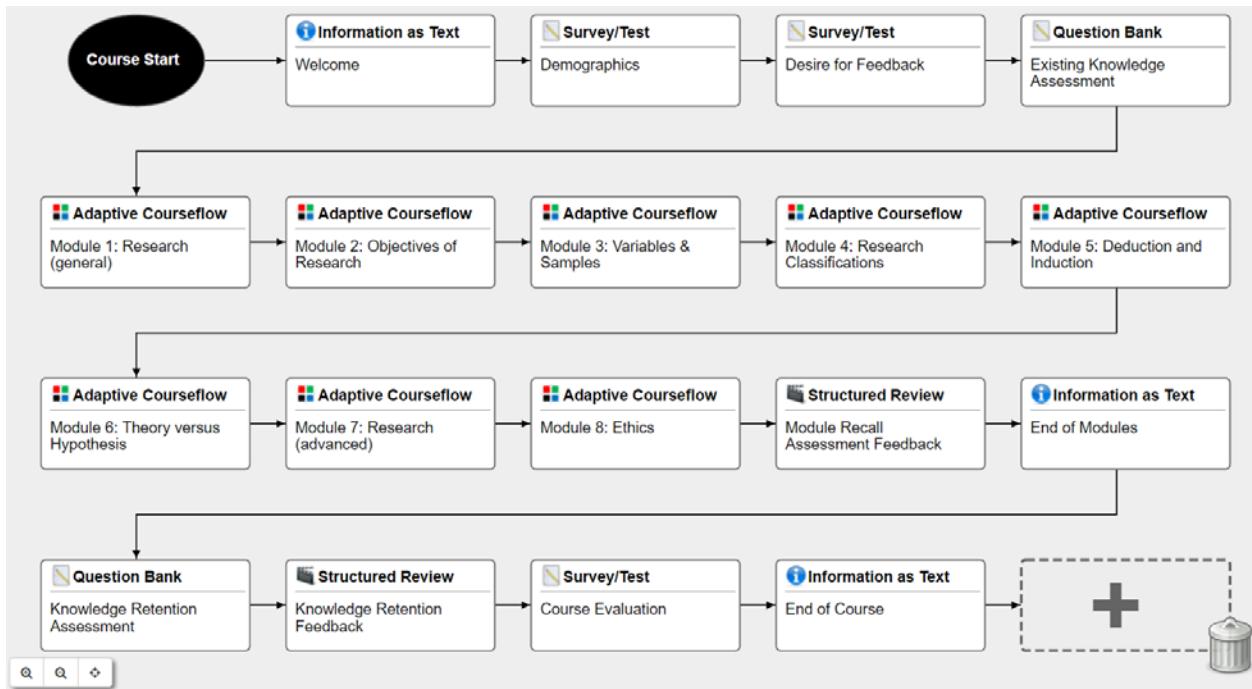 Course Start
Information as Text
Welcome
Survey/Test
Demographics
Survey/Test
Desire for Feedback
Question Bank
Existing Knowledge
Assessment
Adaptive Courseflow
Module 1: Research
(general)
Adaptive Courseflow
Module 2: Objectives of
Research
Adaptive Courseflow
Module 3: Variables &
Samples
Adaptive Courseflow
Module 4: Research
Classifications
Adaptive Courseflow
Module 5: Deduction and
Induction
Adaptive Courseflow
Module 6: Theory versus
Hypothesis
Adaptive Courseflow
Module 7: Research
(advanced)
Adaptive Courseflow
Module 8: Ethics
Structured Review
Module Recall
Assessment Feedback
Information as Text
End of Modules
Question Bank
Knowledge Retention
Assessment
Structured Review
Knowledge Retention
Feedback
Survey/Test
Course Evaluation
Information as Text
End of Course